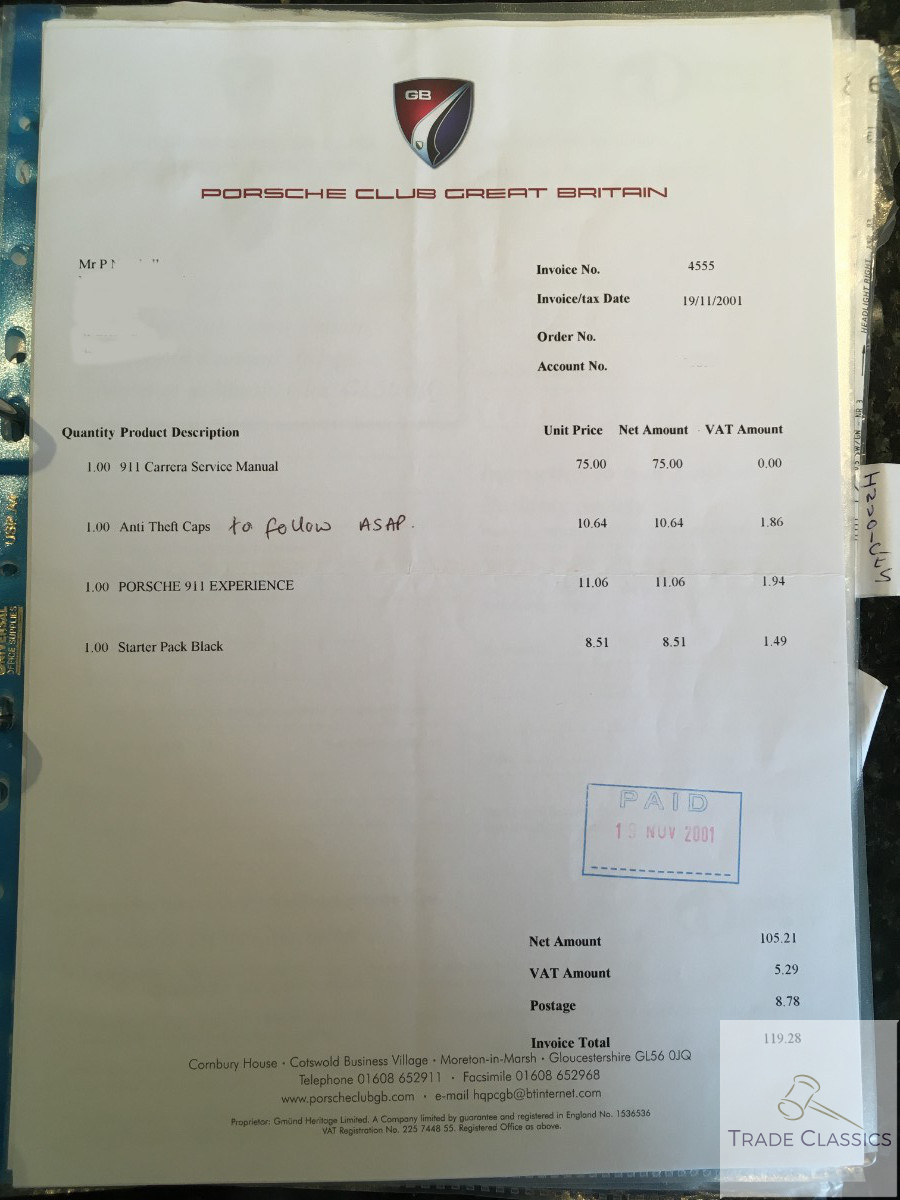 GB
PORSCHE CLUB GREAT BRITAIN
Mr P
Invoice No. 4555
Invoice/tax Date 19/11/2001
Order No.
Account No.
Quantity Product Description Unit Price Net Amount VAT Amount
1.00 911 Carrera Service Manual 75.00 75.00 0.00
1.00 Anti Theft Caps to follow ASAP. 10.64 10.64 1.86
1.00 PORSCHE 911 EXPERIENCE 11.06 11.06 1.94
1.00 Starter Pack Black 8.51 8.51 1.49
PAID
19 NOV 2001
Net Amount 105.21
VAT Amount 5.29
Postage 8.78
Invoice Total 119.28
Cornbury House · Cotswold Business Village · Moreton-in-Marsh · Gloucestershire GL56 0JQ
Telephone 01608 652911 · Facsimile 01608 652968
www.porscheclubgb.com · e-mail hqpcgb@btinternet.com
Proprietor: Gmünd Heritage Limited. A Company limited by guarantee and registered in England No. 1536536
VAT Registration No. 225 7448 55. Registered Office as above.
TRADE CLASSICS
UNIVERSAL
OFFICE SUPPLIES
HEADLIGHT RIGHT